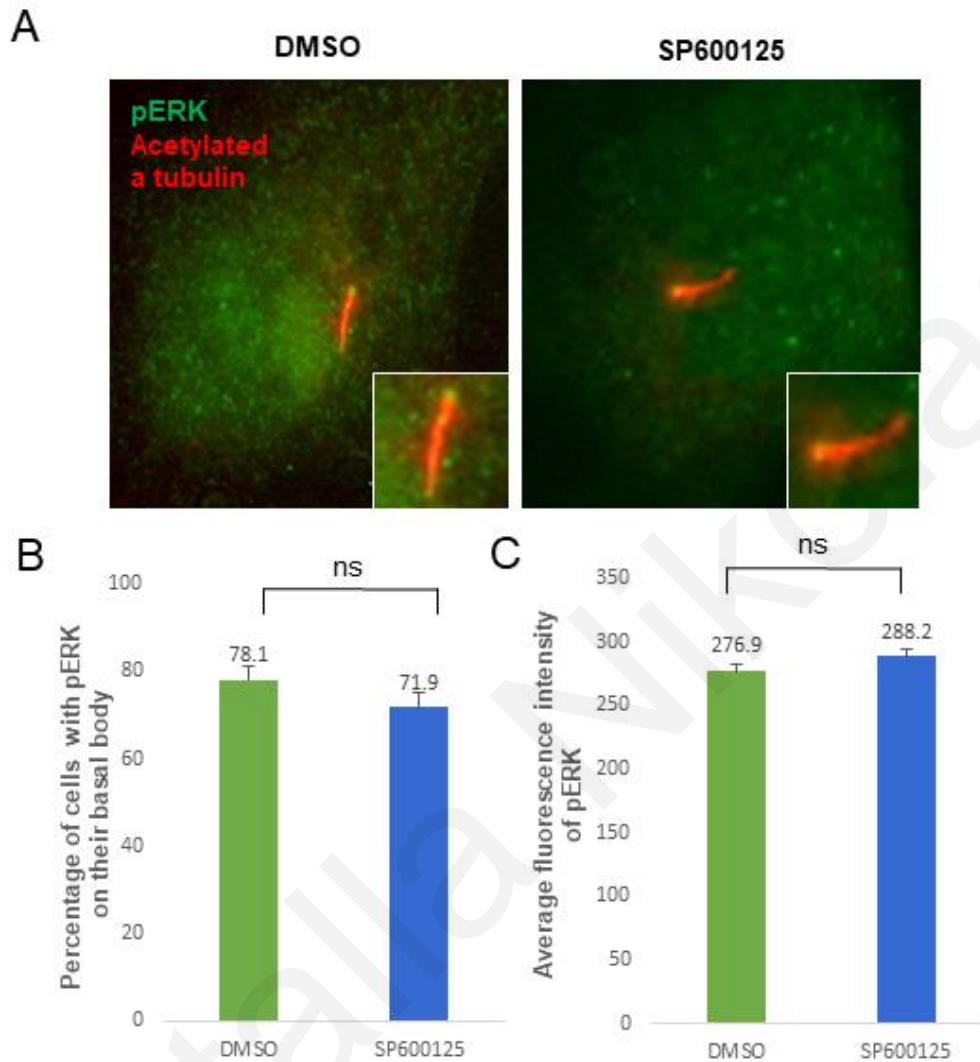 A
DMSO
SP600125
pERK
Acetylated
a tubulin
B
ns
100
80
60
40
20
0
78.1
71.9
Percentage of cells with pERK
on their basal body
DMSO
SP600125
C
ns
350
300
250
200
150
100
50
0
276.9
288.2
Average fluorescence intensity
of pERK
DMSO
SP600125